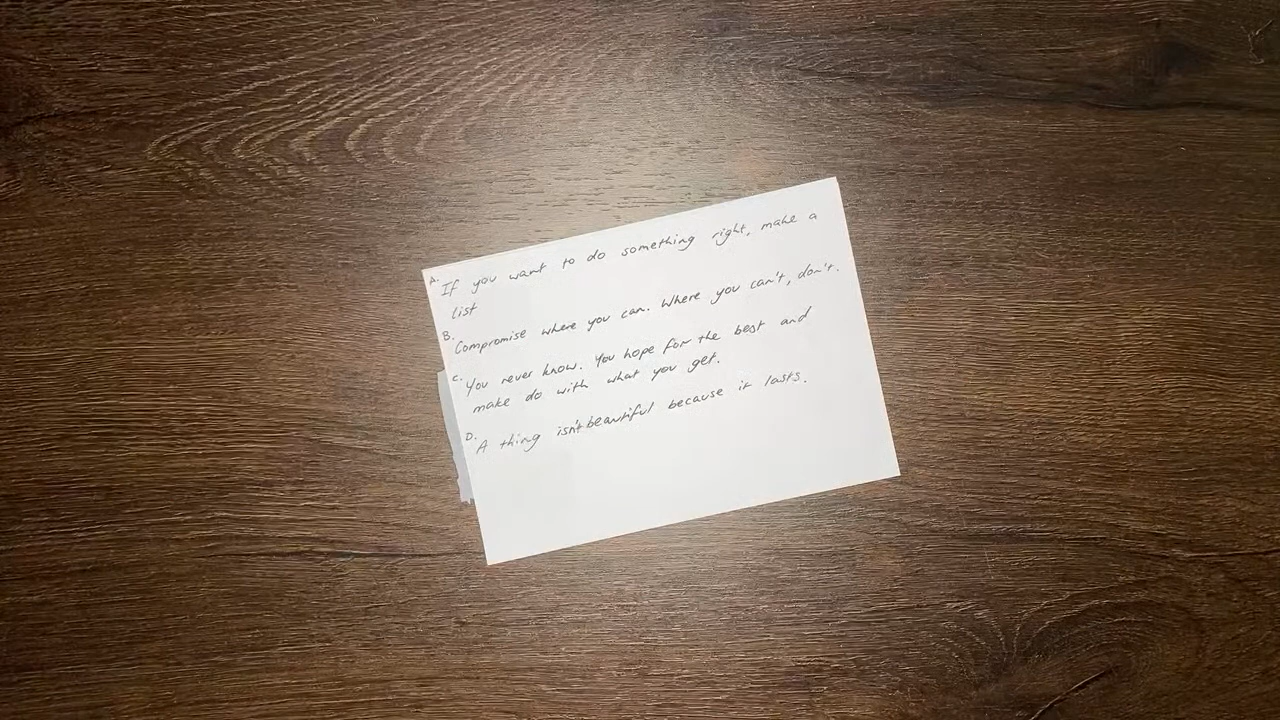 A. If you want to do something right, make a
list
B. Compromise where you can. Where you can't, don't.
C. You never know. You hope for the best and
make do with what you get.
D. A thing isn't beautiful because it lasts.